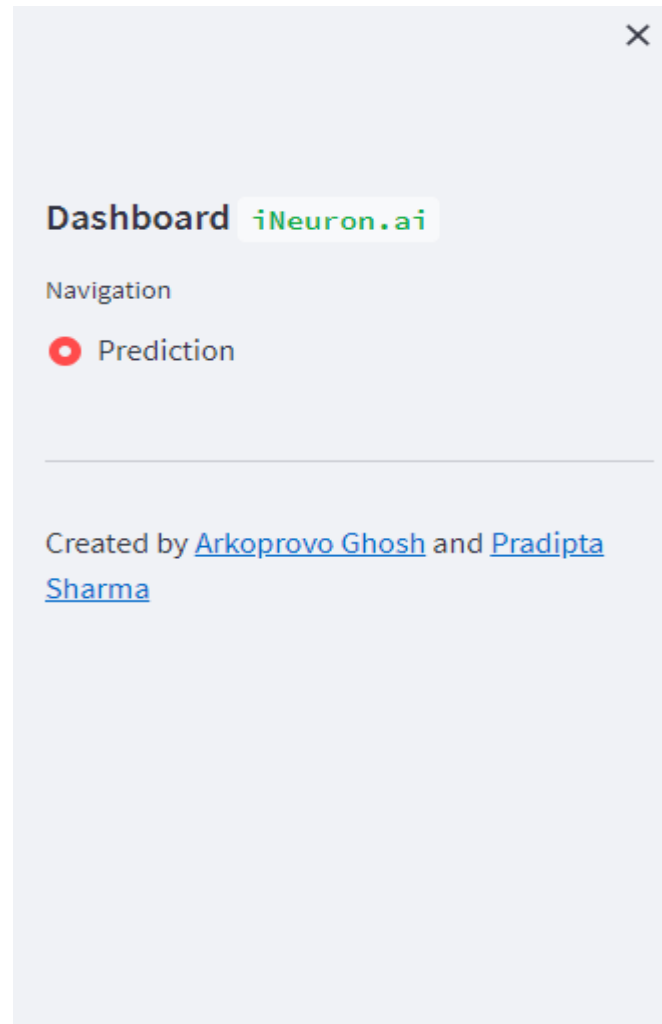 Dashboard iNeuron.ai
Navigation
Prediction
Created by Arkoprovo Ghosh and Pradipta
Sharma